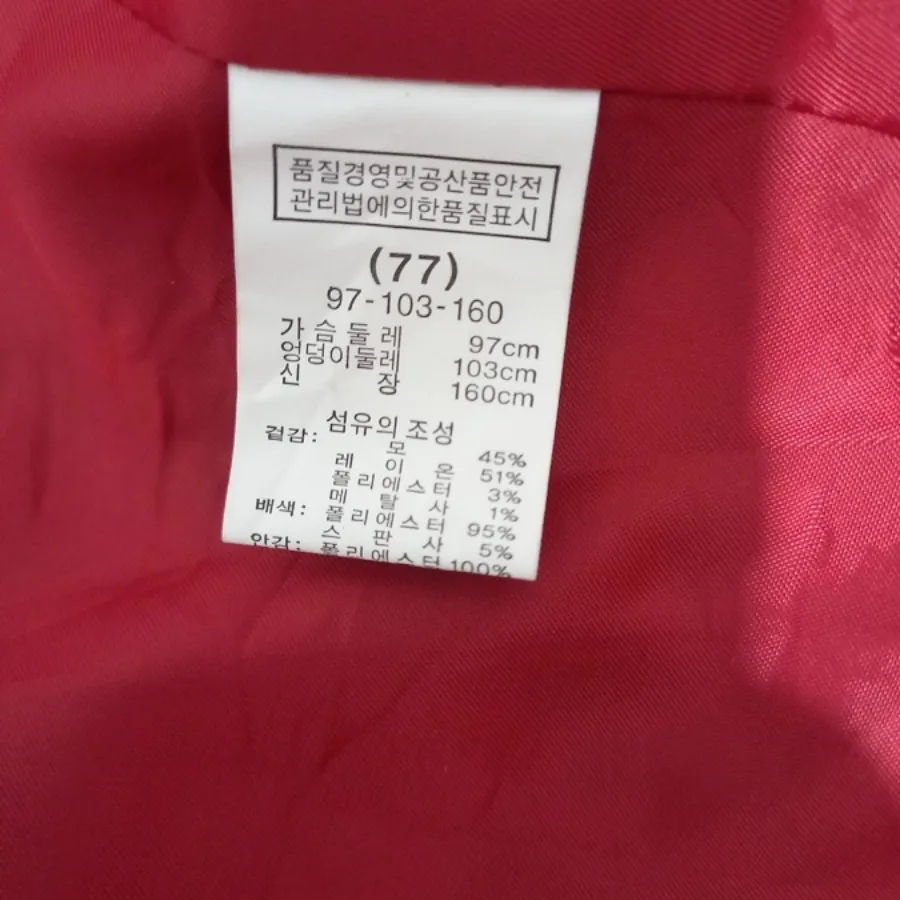 품질경영및공산품안전
관리법에의한품질표시
(77)
97-103-160
가슴둘레 97cm
엉덩이둘레 103cm
신장 160cm
섬유의 조성
겉감: 모 45%
레이온 51%
폴리에스터 3%
메탈사 1%
배색: 폴리에스터 95%
스판사 5%
안감: 폴리에스터 100%